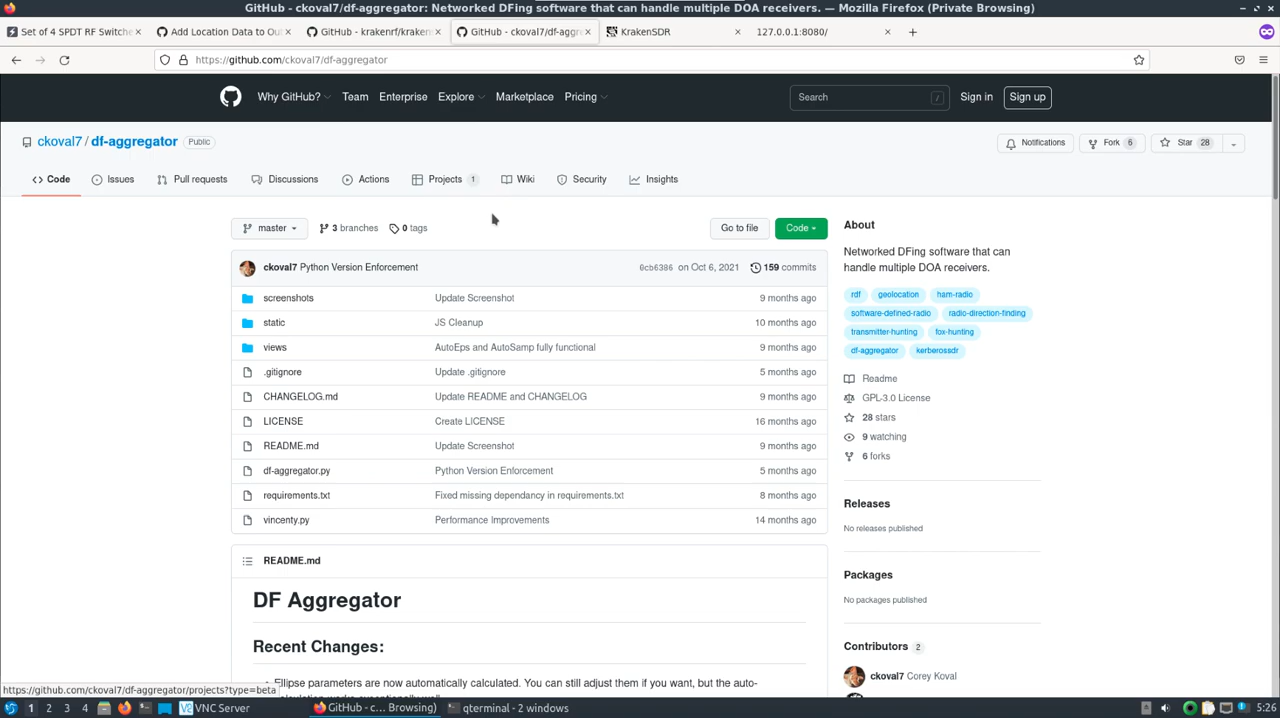 GitHub - ckoval7/df-aggregator: Networked DFing software that can handle multiple DOA receivers. — Mozilla Firefox (Private Browsing)
Set of 4 SPDT RF Switche
Add Location Data to Out
GitHub - krakenrf/kraken
GitHub - ckoval7/df-aggr
KrakenSDR
127.0.0.1:8080/
https://github.com/ckoval7/df-aggregator
Why GitHub?
Team
Enterprise
Explore
Marketplace
Pricing
Search
/
Sign in
Sign up
ckoval7 / df-aggregator
Public
Notifications
Fork 6
Star 28
Code
Issues
Pull requests
Discussions
Actions
Projects 1
Wiki
Security
Insights
master
3 branches
0 tags
Go to file
Code
ckoval7 Python Version Enforcement
0cb6386 on Oct 6, 2021
159 commits
screenshots Update Screenshot 9 months ago
static JS Cleanup 10 months ago
views AutoEps and AutoSamp fully functional 9 months ago
.gitignore Update .gitignore 5 months ago
CHANGELOG.md Update README and CHANGELOG 9 months ago
LICENSE Create LICENSE 16 months ago
README.md Update Screenshot 9 months ago
df-aggregator.py Python Version Enforcement 5 months ago
requirements.txt Fixed missing dependancy in requirements.txt 8 months ago
vincenty.py Performance Improvements 14 months ago
README.md
DF Aggregator
Recent Changes:
Ellipse parameters are now automatically calculated. You can still adjust them if you want, but the auto-
About
Networked DFing software that can
handle multiple DOA receivers.
rdf geolocation ham-radio
software-defined-radio radio-direction-finding
transmitter-hunting fox-hunting
df-aggregator kerberossdr
Readme
GPL-3.0 License
28 stars
9 watching
6 forks
Releases
No releases published
Packages
No packages published
Contributors 2
ckoval7 Corey Koval
https://github.com/ckoval7/df-aggregator/projects?type=beta
1 2 3 4
VNC Server
GitHub - c... Browsing)
qterminal - 2 windows
5:26